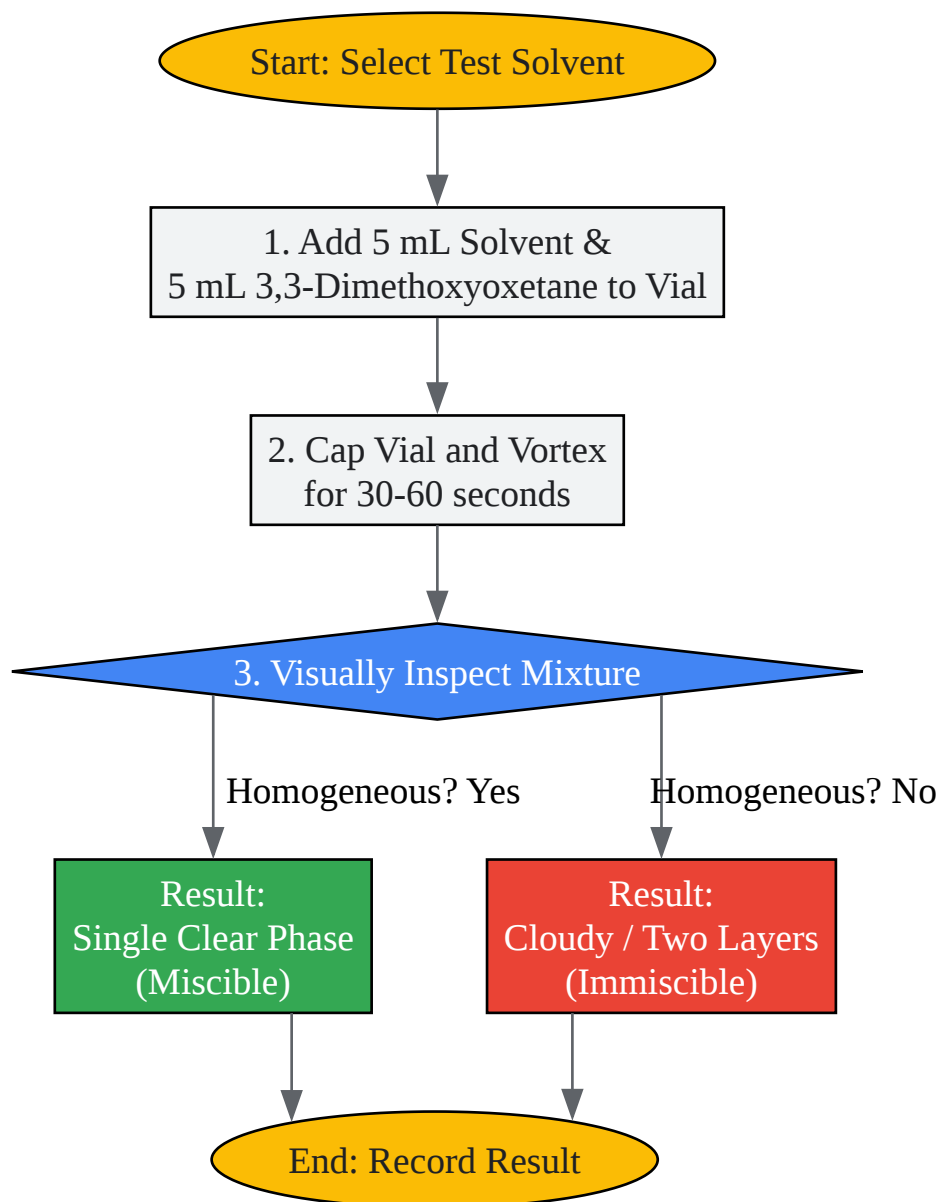 Start: Select Test Solvent
1. Add 5 mL Solvent &
5 mL 3,3-Dimethoxyoxetane to Vial
2. Cap Vial and Vortex
for 30-60 seconds
3. Visually Inspect Mixture
Homogeneous? Yes
Homogeneous? No
Result:
Single Clear Phase
(Miscible)
Result:
Cloudy / Two Layers
(Immiscible)
End: Record Result